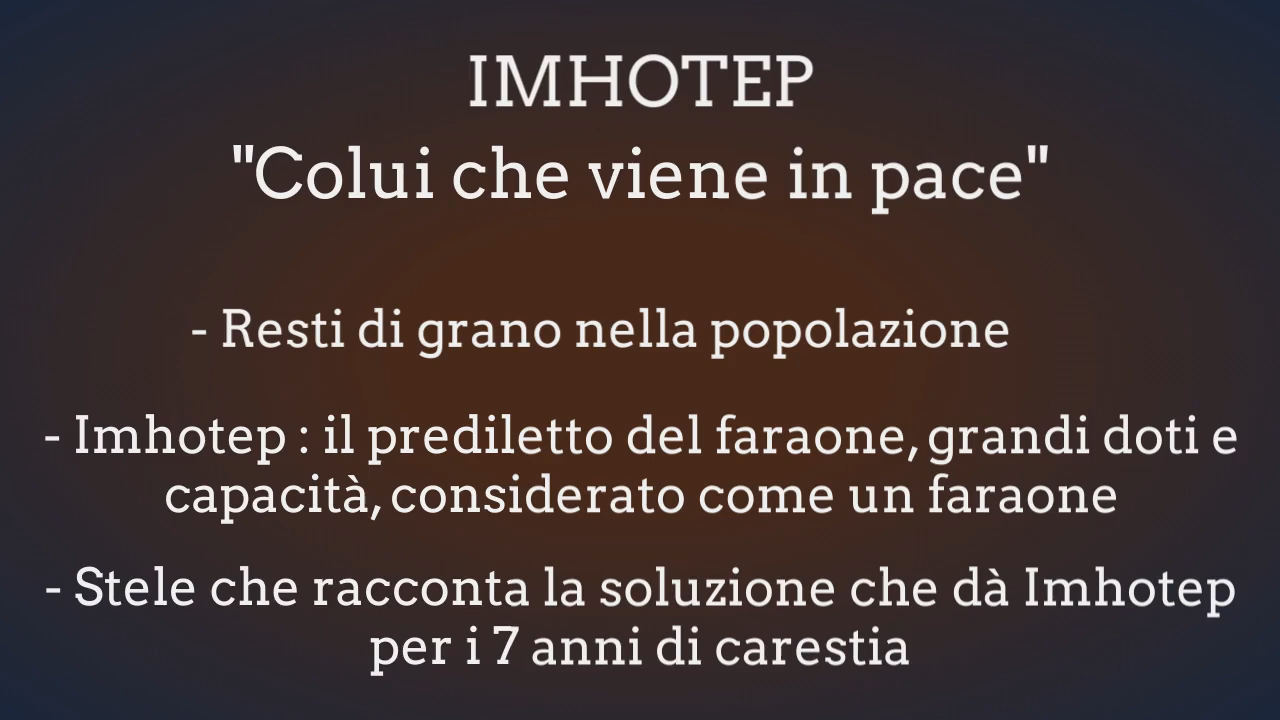 IMHOTEP
"Colui che viene in pace"
- Resti di grano nella popolazione
- Imhotep : il prediletto del faraone, grandi doti e
capacità, considerato come un faraone
- Stele che racconta la soluzione che dà Imhotep
per i 7 anni di carestia